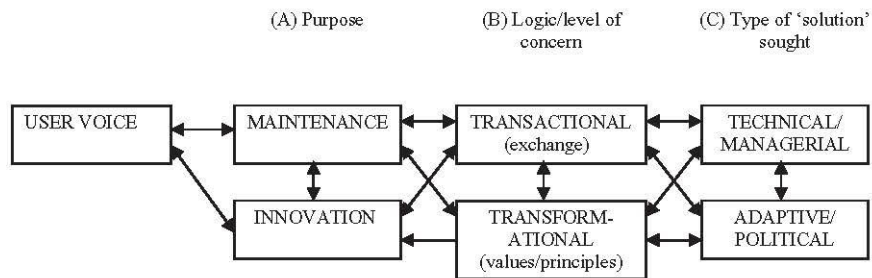 (A) Purpose
(B) Logic/level of
concern
(C) Type of ‘solution’
sought
USER VOICE
MAINTENANCE
TRANSACTIONAL
(exchange)
TECHNICAL/
MANAGERIAL
INNOVATION
TRANSFORM-
ATIONAL
(values/principles)
ADAPTIVE/
POLITICAL